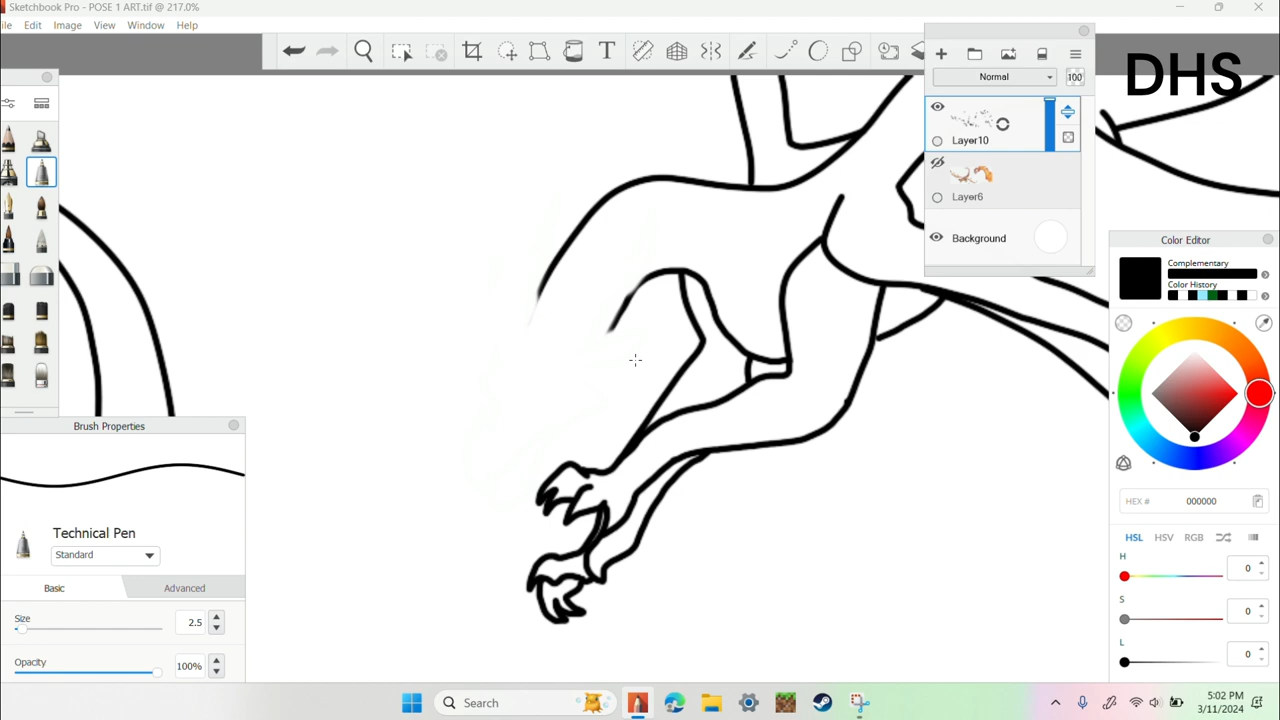 Sketchbook Pro - POSE 1 ART.tif @ 217.0%
ile Edit Image View Window Help
T
DHS
Normal
100
Layer10
Layer6
Background
Color Editor
Complementary
Color History
HEX # 000000
HSL HSV RGB
H 0
S 0
L 0
Brush Properties
Technical Pen
Standard
Basic Advanced
Size
2.5
Opacity
100%
Search
5:02 PM
3/11/2024